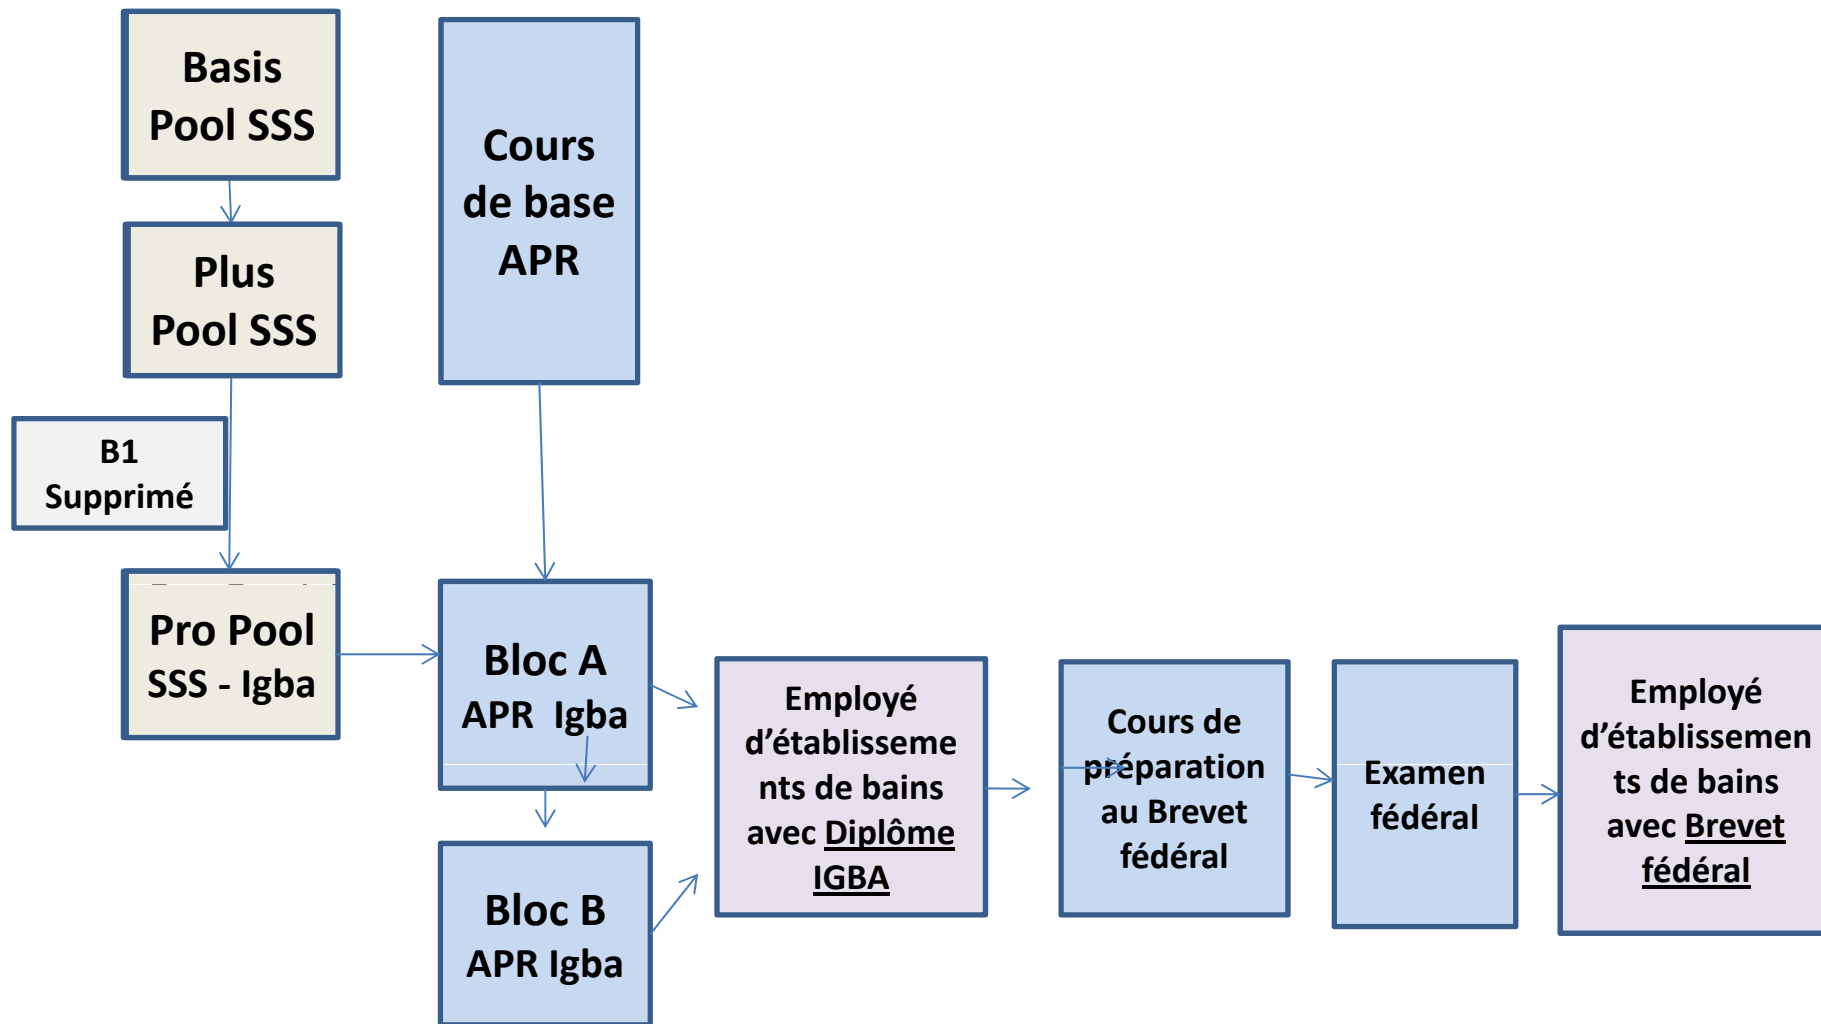 Basis
Pool SSS
Plus
Pool SSS
B1
Supprimé
Pro Pool
SSS - Igba
Cours
de base
APR
Bloc A
APR  Igba
Bloc B
APR Igba
Employé
d’établisseme
nts de bains
avec Diplôme
IGBA
Cours de
préparation
au Brevet
fédéral
Examen
fédéral
Employé
d’établissemen
ts de bains
avec Brevet
fédéral